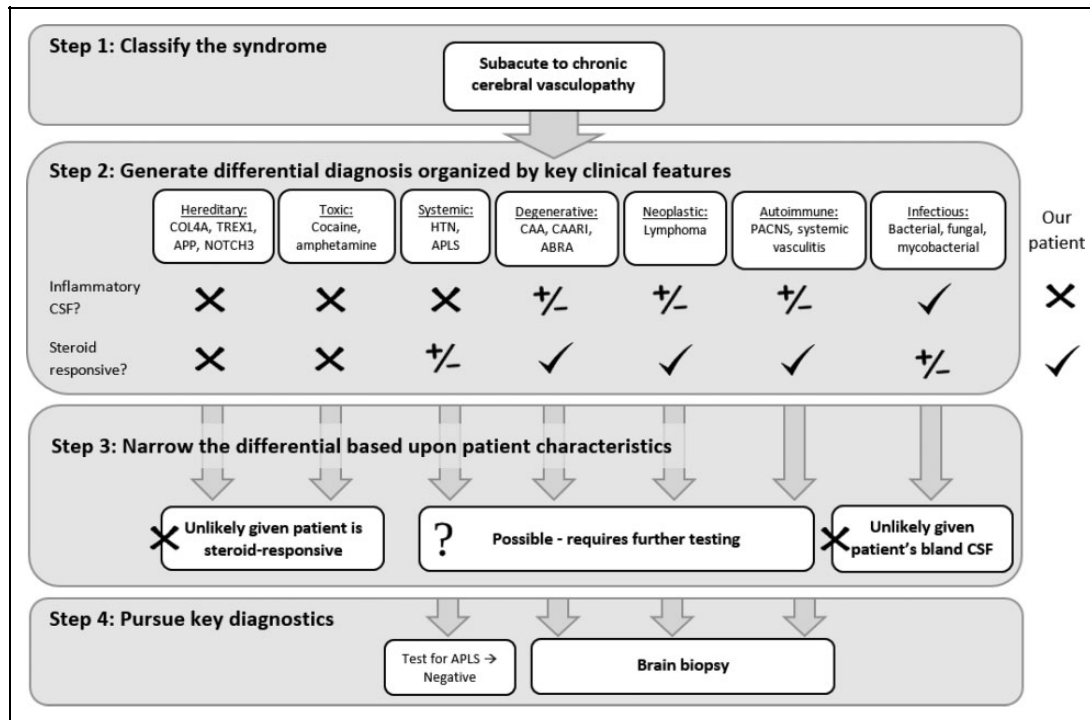 Step 1: Classify the syndrome
Subacute to chronic
cerebral vasculopathy
Step 2: Generate differential diagnosis organized by key clinical features
Hereditary:
COL4A, TREX1,
APP, NOTCH3
Toxic:
Cocaine,
amphetamine
Systemic:
HTN,
APLS
Degenerative:
CAA, CAARI,
ABRA
Neoplastic:
Lymphoma
Autoimmune:
PACNS, systemic
vasculitis
Infectious:
Bacterial, fungal,
mycobacterial
Our
patient
Inflammatory
CSF?
+/-
+/-
+/-
Steroid
responsive?
+/-
+/-
Step 3: Narrow the differential based upon patient characteristics
Unlikely given patient is
steroid-responsive
?
Possible - requires further testing
Unlikely given
patient's bland CSF
Step 4: Pursue key diagnostics
Test for APLS →
Negative
Brain biopsy